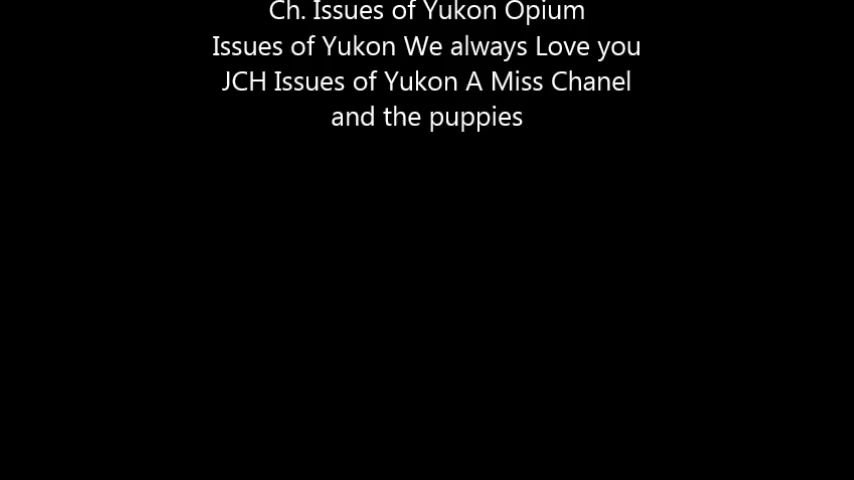 Ch. Issues of Yukon Opium
Issues of Yukon We always Love you
JCH Issues of Yukon A Miss Chanel
and the puppies